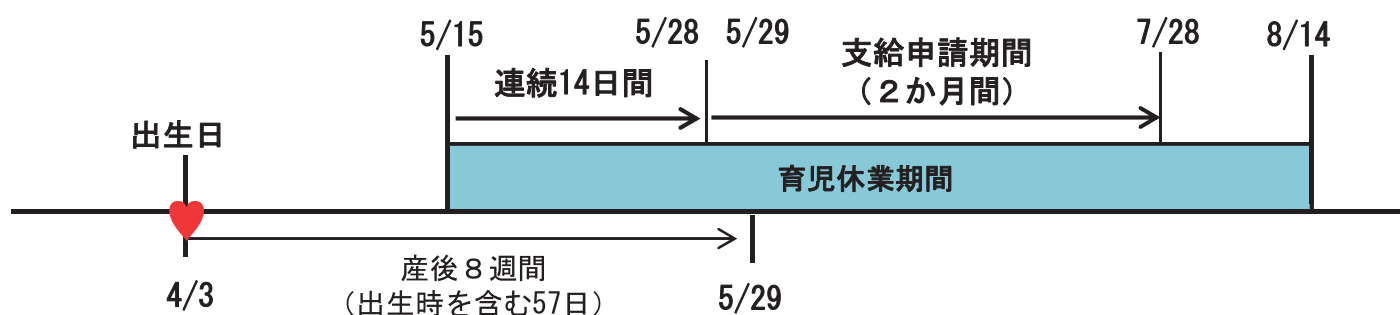 5/15
5/28
5/29
7/28
8/14
連続14日間
支給申請期間
（２か月間）
出生日
育児休業期間
産後８週間
（出生時を含む57日）
4/3
5/29